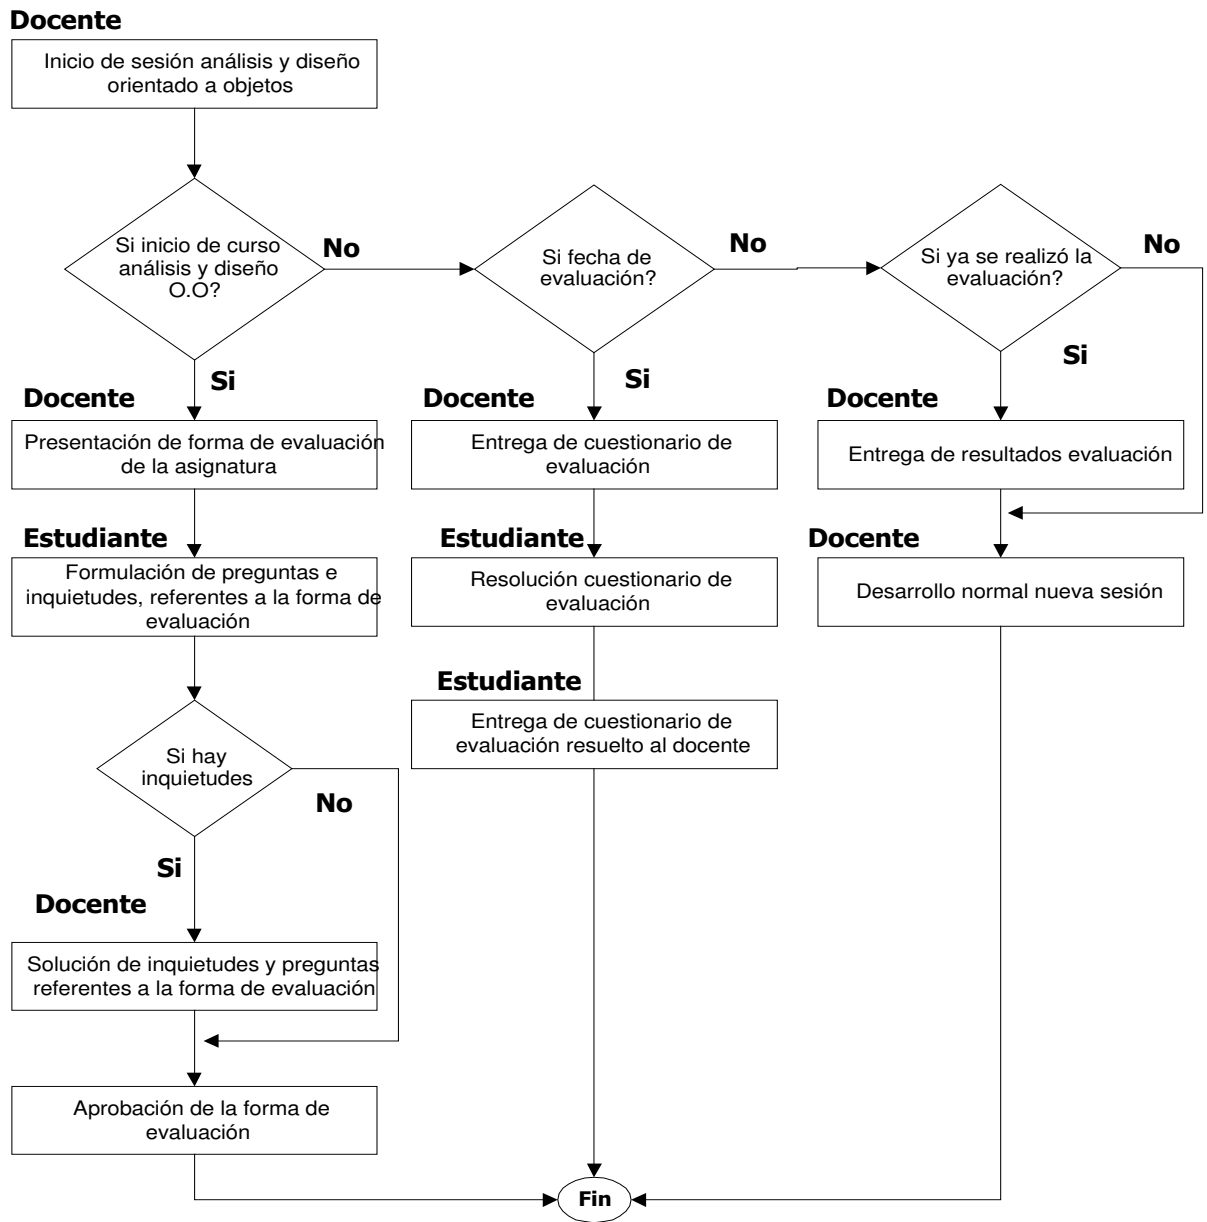 Docente
Inicio de sesión análisis y diseño
orientado a objetos
Si inicio de curso
análisis y diseño
O.O?
No
Si
Docente
Presentación de forma de evaluación
de la asignatura
Estudiante
Formulación de preguntas e
inquietudes, referentes a la forma de
evaluación
Si hay
inquietudes
No
Si
Docente
Solución de inquietudes y preguntas
referentes a la forma de evaluación
Aprobación de la forma de
evaluación
Si fecha de
evaluación?
No
Si
Docente
Entrega de cuestionario de
evaluación
Estudiante
Resolución cuestionario de
evaluación
Estudiante
Entrega de cuestionario de
evaluación resuelto al docente
Si ya se realizó la
evaluación?
No
Si
Docente
Entrega de resultados evaluación
Docente
Desarrollo normal nueva sesión
Fin